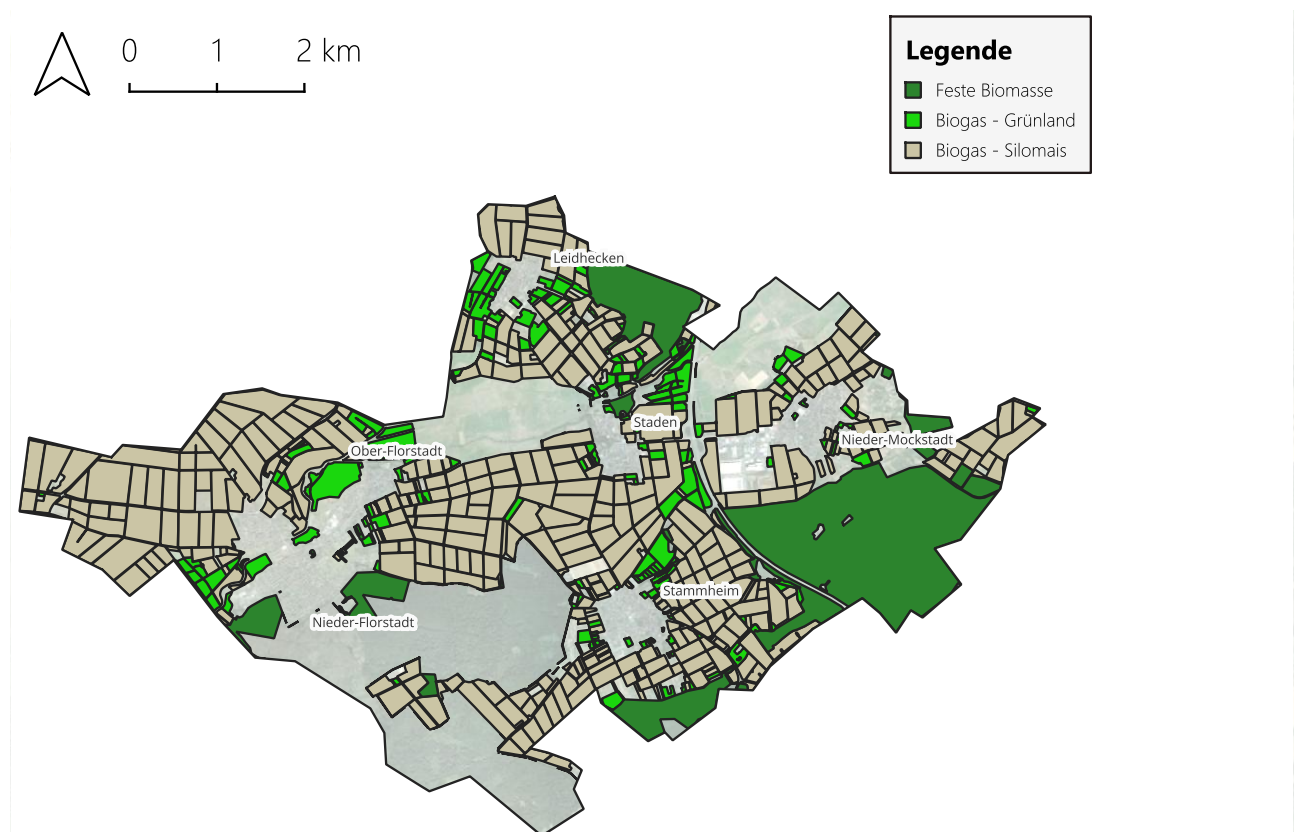 0 1 2 km
Legende
Feste Biomasse
Biogas - Grünland
Biogas - Silomais
Leidhecken
Staden
Nieder-Mockstadt
Ober-Florstadt
Stammheim
Nieder-Florstadt